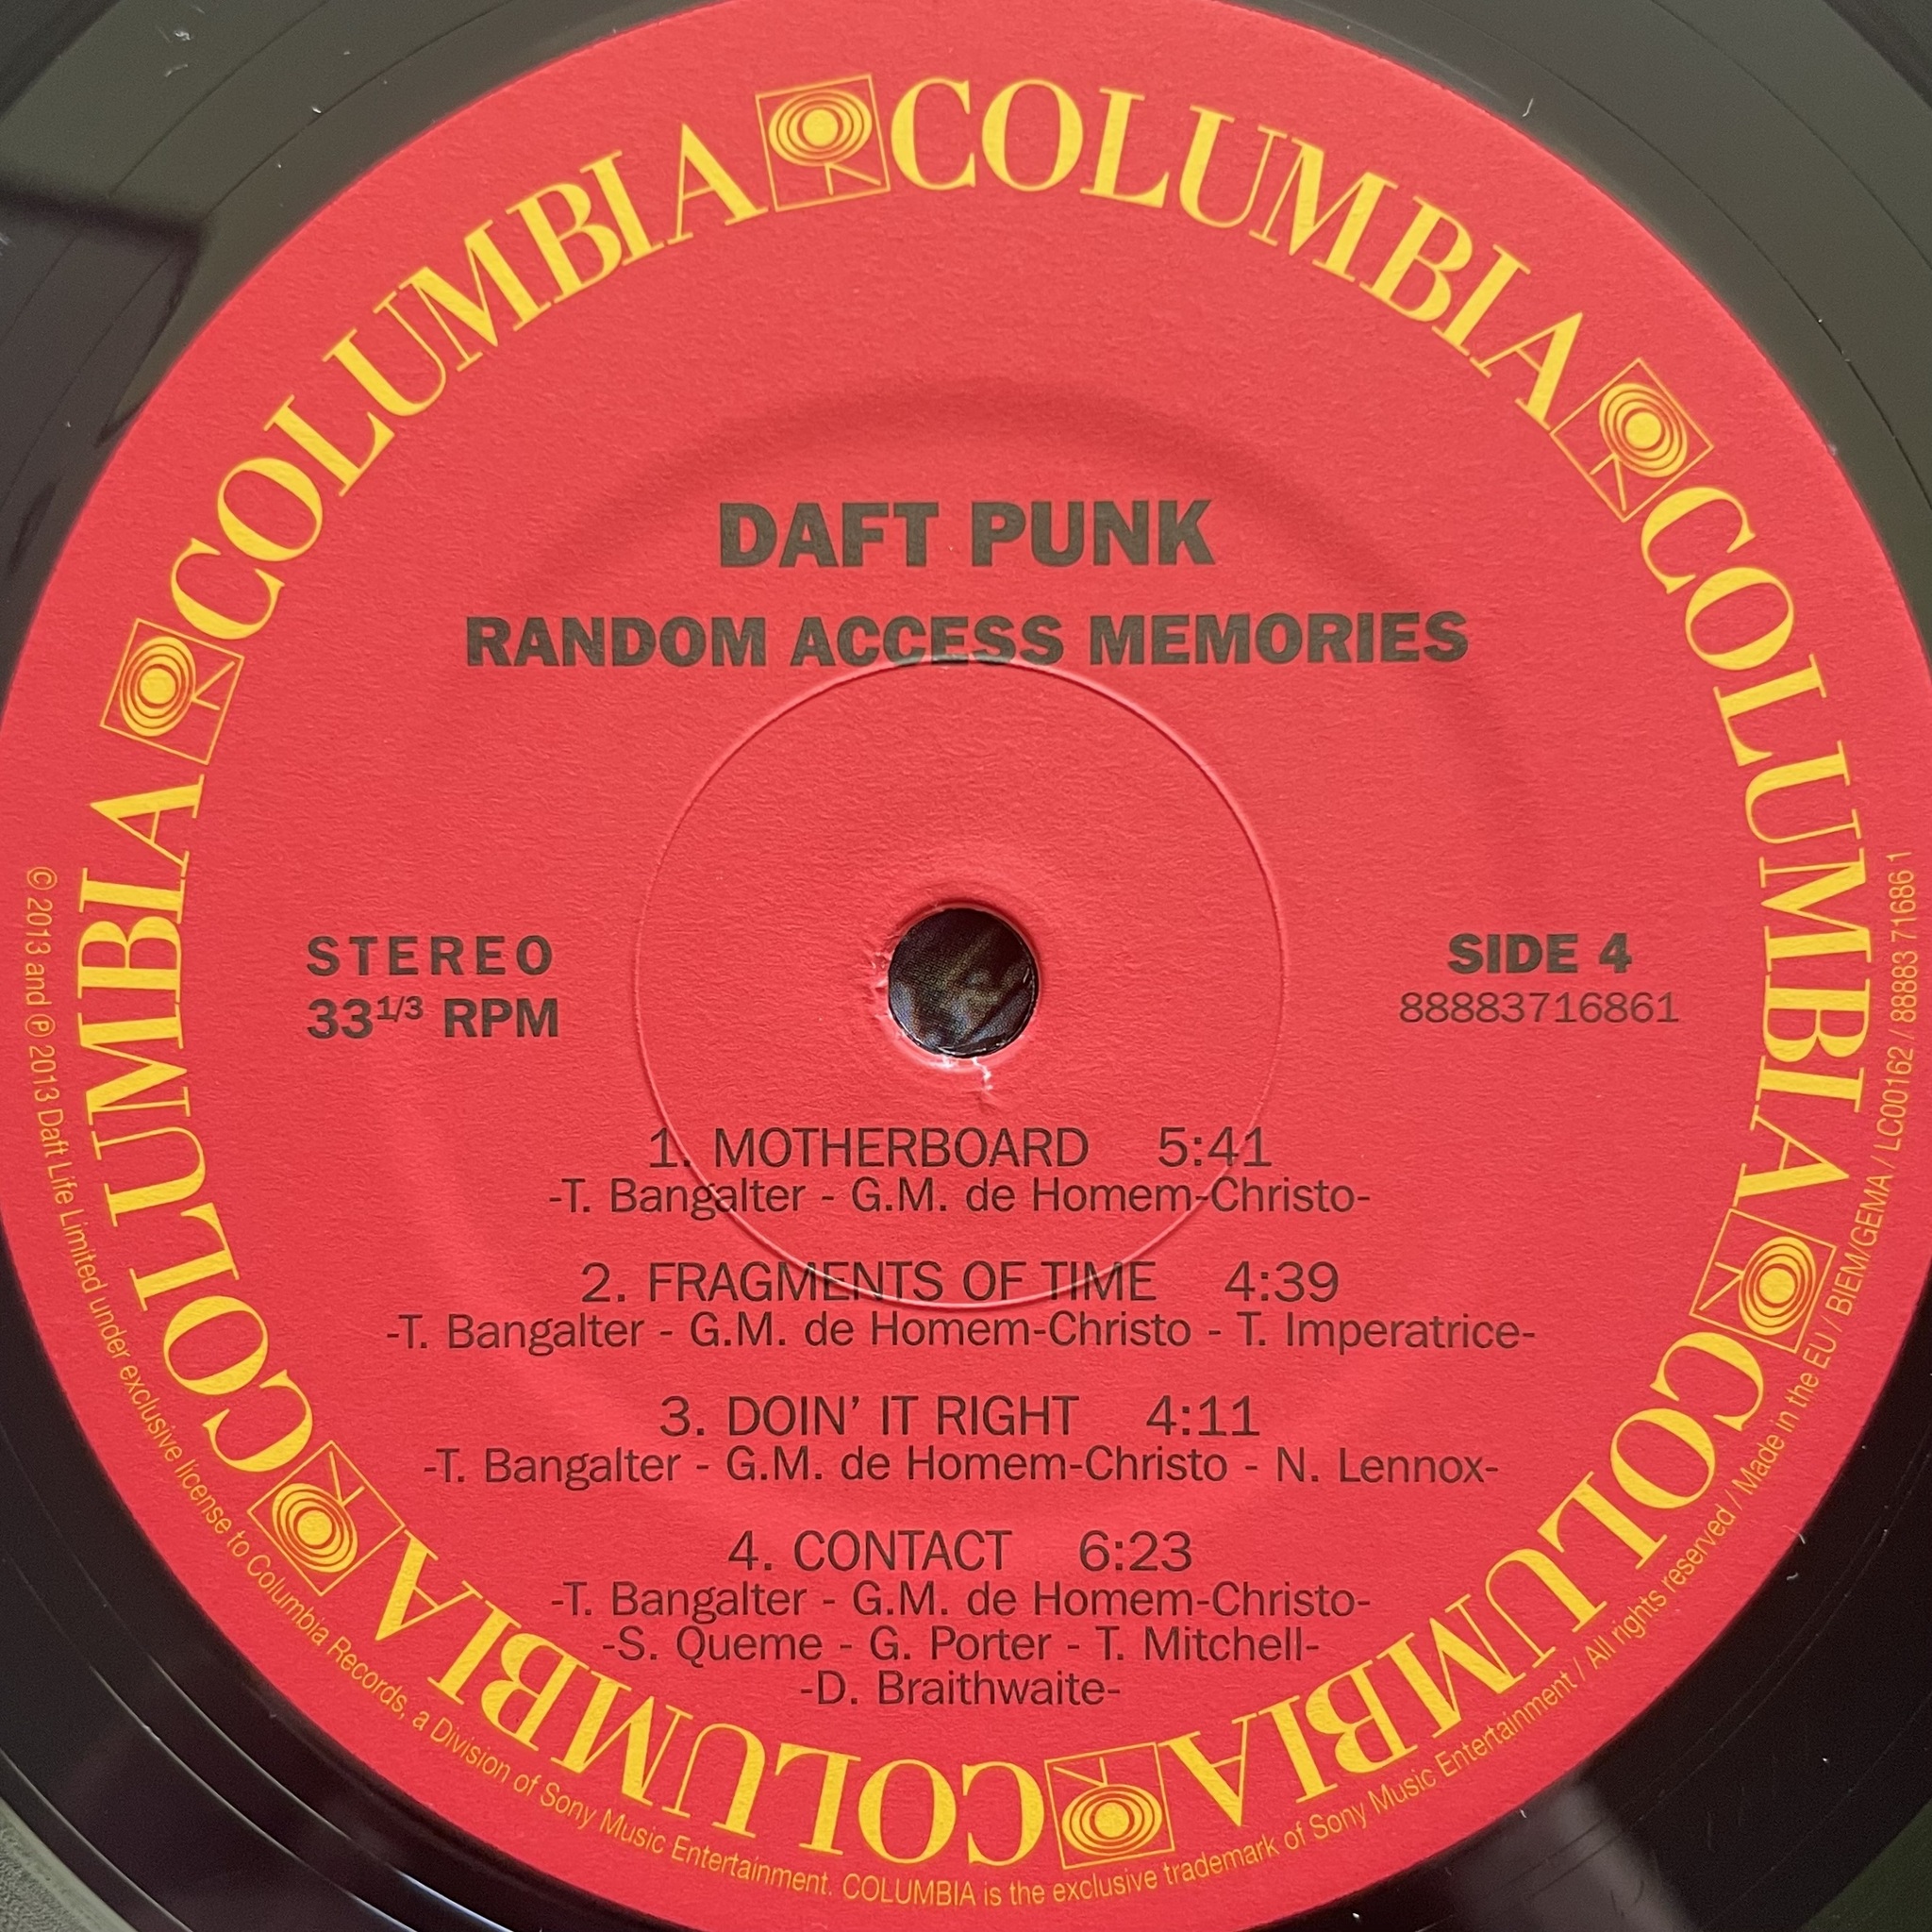 COLUMBIA COLUMBIA COLUMBIA COLUMBIA COLUMBIA COLUMBIA
DAFT PUNK
RANDOM ACCESS MEMORIES
STEREO
33 1/3 RPM
SIDE 4
88883716861
1. MOTHERBOARD 5:41
-T. Bangalter - G.M. de Homem-Christo-
2. FRAGMENTS OF TIME 4:39
-T. Bangalter - G.M. de Homem-Christo - T. Imperatrice-
3. DOIN' IT RIGHT 4:11
-T. Bangalter - G.M. de Homem-Christo - N. Lennox-
4. CONTACT 6:23
-T. Bangalter - G.M. de Homem-Christo-
-S. Queme - G. Porter - T. Mitchell-
-D. Braithwaite-
© 2013 and ℗ 2013 Daft Life Limited under exclusive license to Columbia Records, a Division of Sony Music Entertainment. COLUMBIA is the exclusive trademark of Sony Music Entertainment / All rights reserved / Made in the EU / BIEM/GEMA / LC00162 / 88883 71686 1